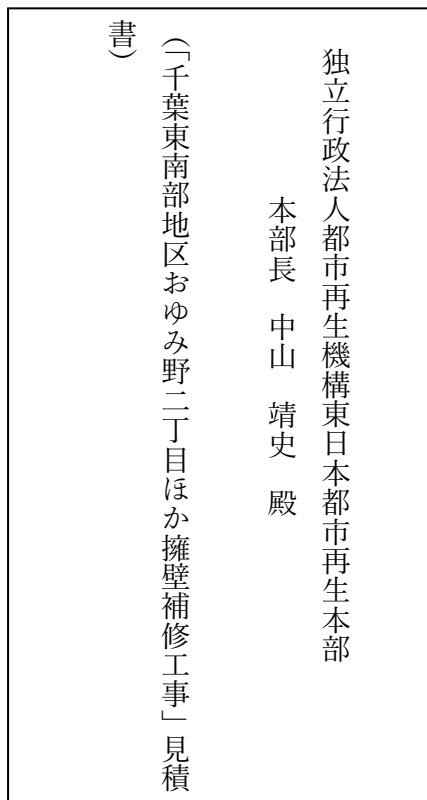 独立行政法人都市再生機構東日本都市再生本部
本部長　中山　靖史　殿
（「千葉東南部地区おゆみ野二丁目ほか擁壁補修工事」見積
書）